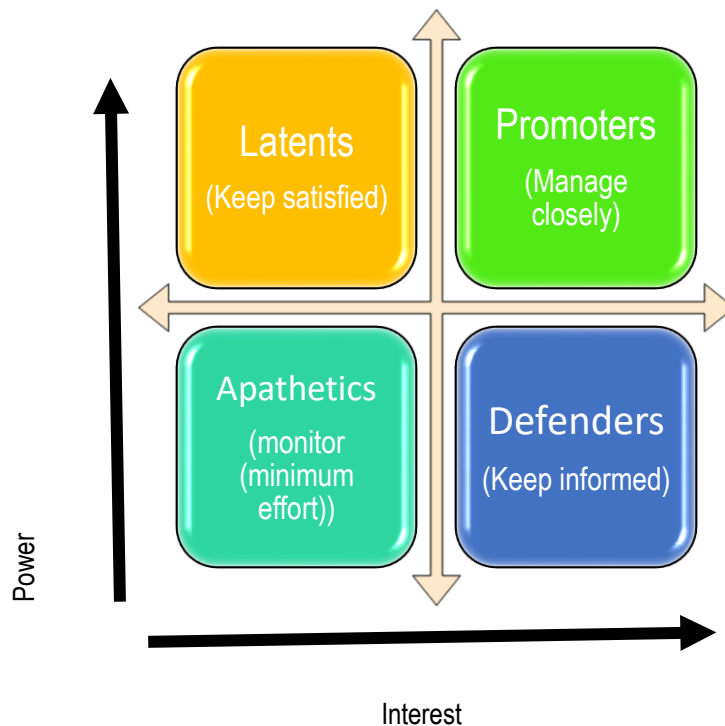 Latents
(Keep satisfied)
Promoters
(Manage
closely)
Apathetics
(monitor
(minimum
effort))
Defenders
(Keep informed)
Power
Interest